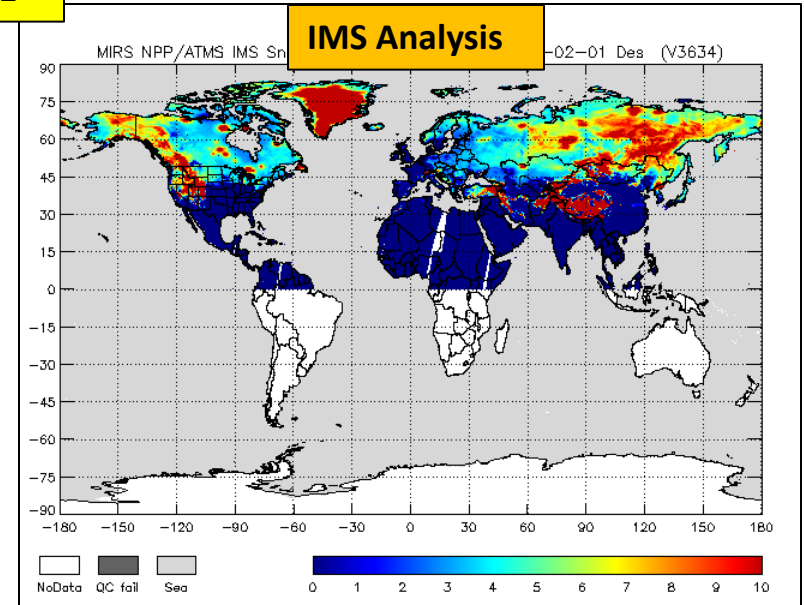 IMS Analysis
MIRS NPP/ATMS IMS Sn -02-01 Des (V3634)
90
75
60
45
30
15
0
-15
-30
-45
-60
-75
-90
-180 -150 -120 -90 -60 -30 0 30 60 90 120 150 180
NoData QC fail Sea
0 1 2 3 4 5 6 7 8 9 10